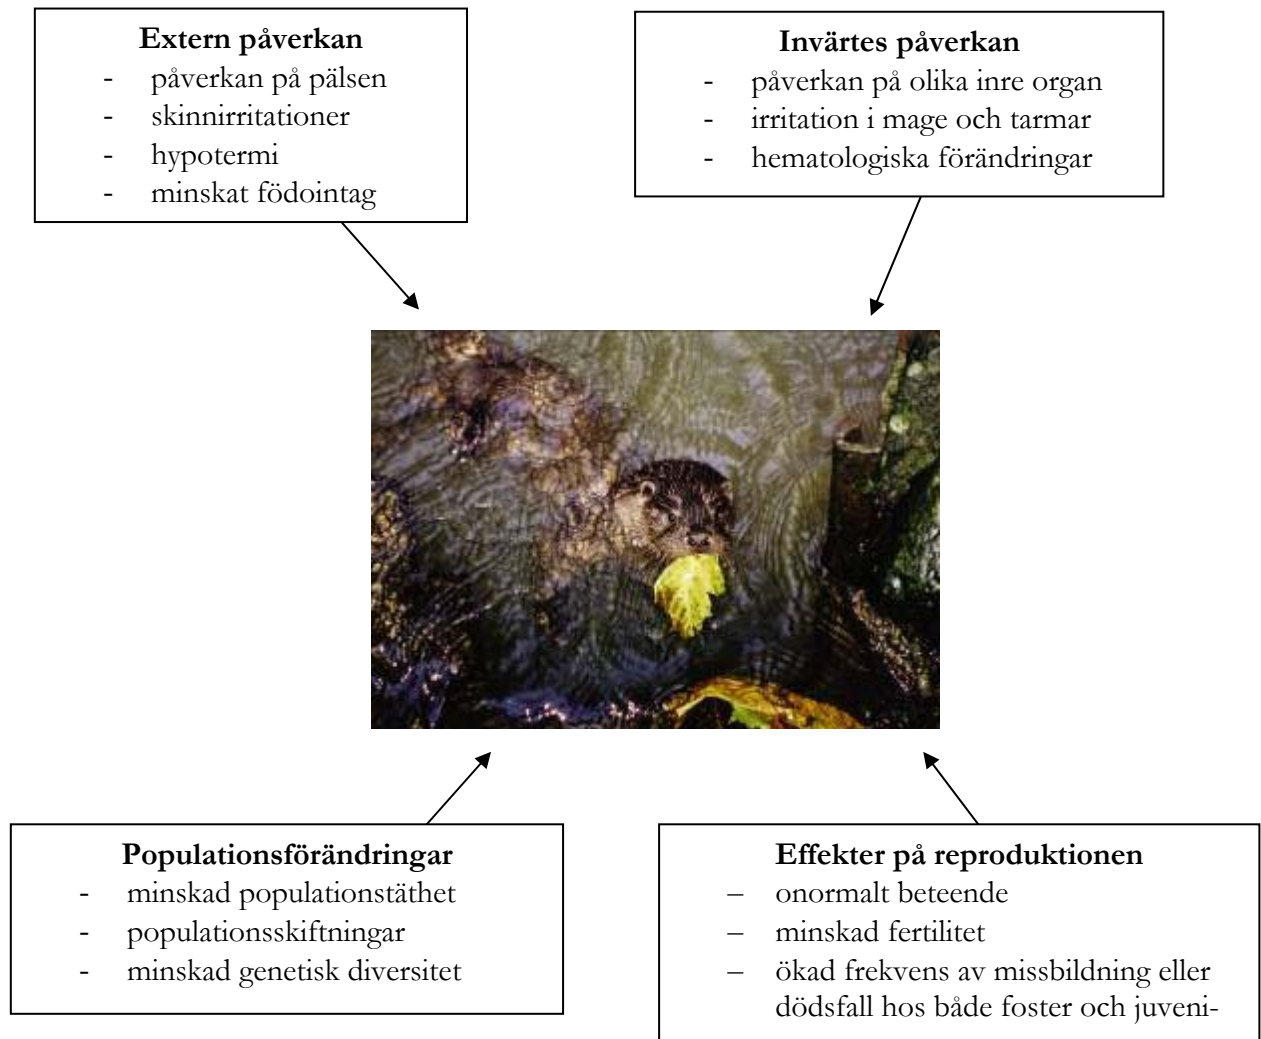 Extern påverkan
- påverkan på pälsen
- skinnirritationer
- hypotermi
- minskat födointag
Invärtes påverkan
- påverkan på olika inre organ
- irritation i mage och tarmar
- hematologiska förändringar
Populationsförändringar
- minskad populationstäthet
- populationsskiftningar
- minskad genetisk diversitet
Effekter på reproduktionen
– onormalt beteende
– minskad fertilitet
– ökad frekvens av missbildning eller
dödsfall hos både foster och juveni-